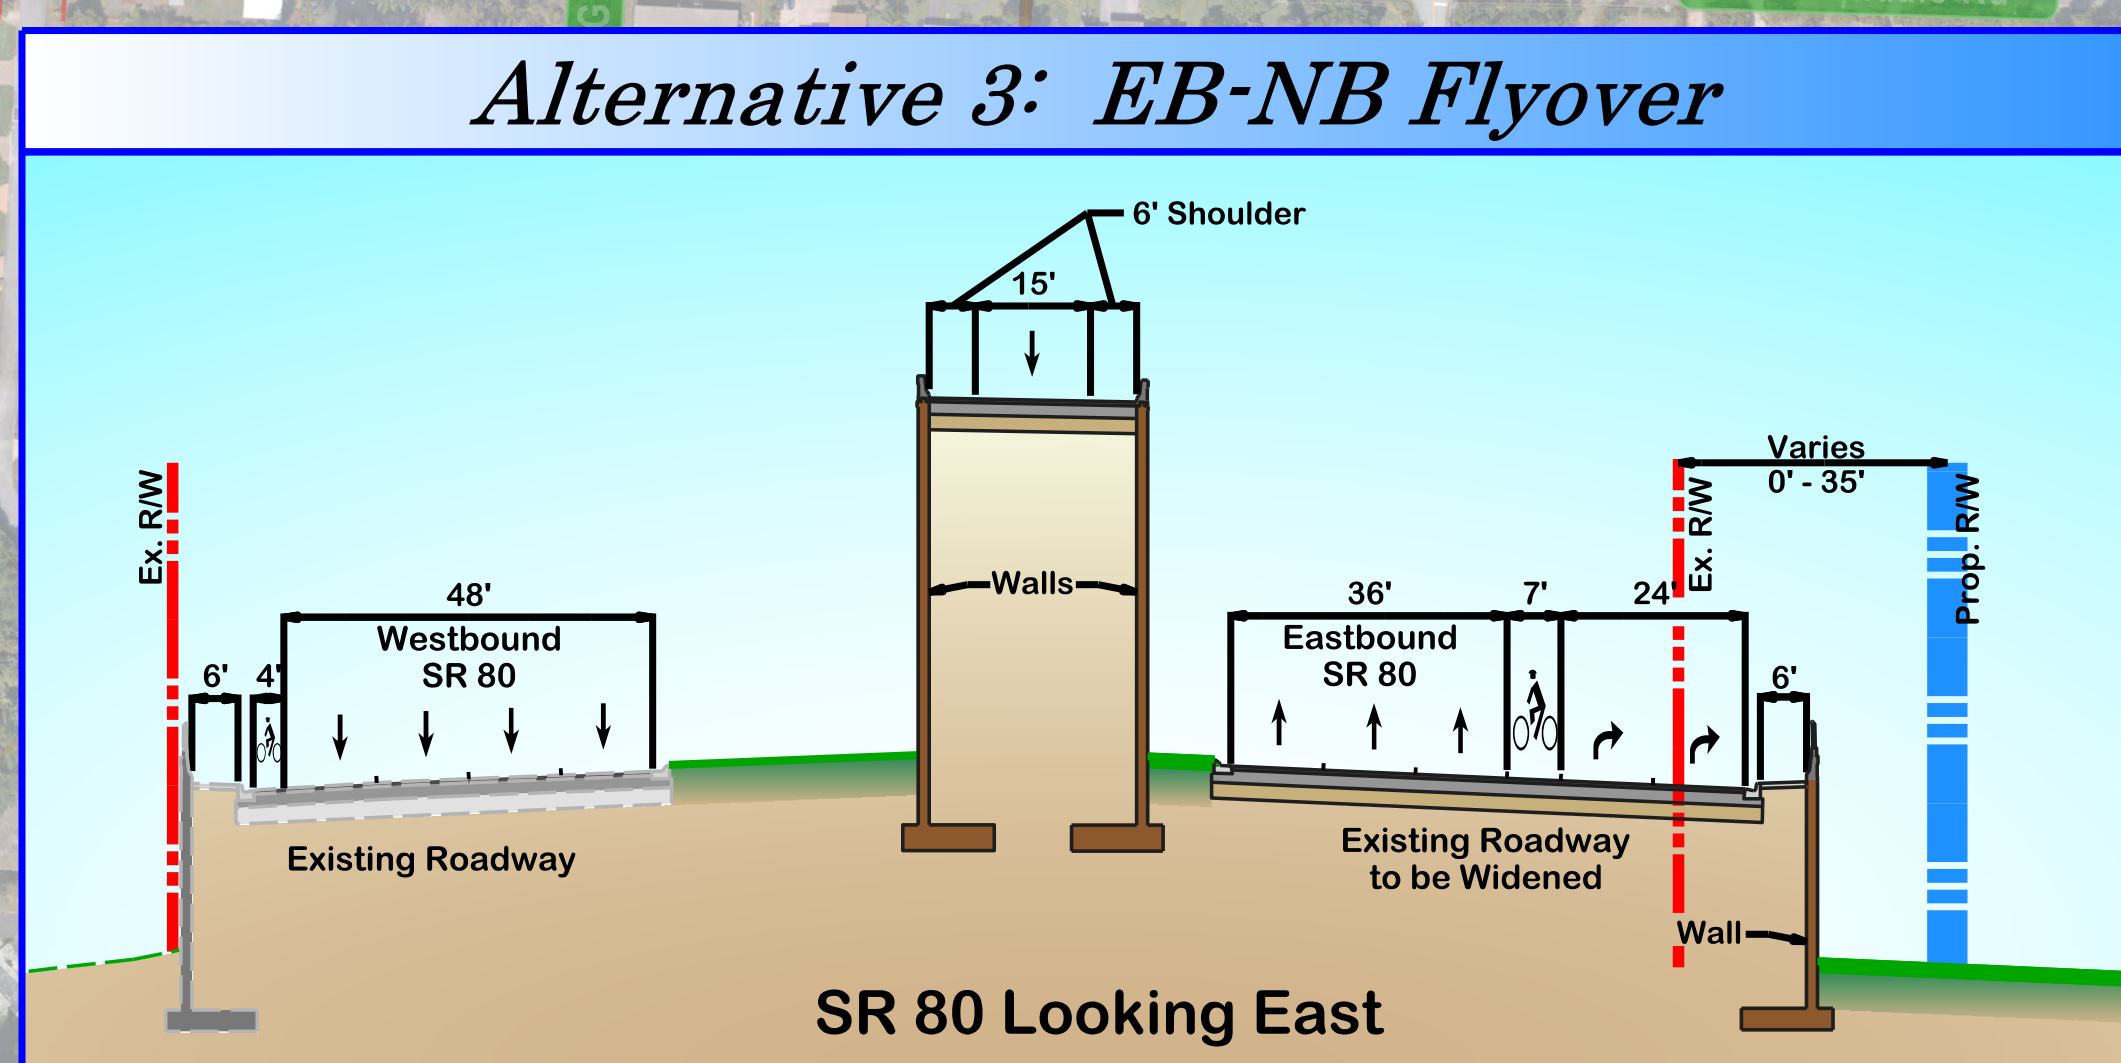 G
Alternative 3: EB-NB Flyover
6' Shoulder
15'
Varies
0' - 35'
Ex. R/W
Ex. R/W
Prop. R/W
Walls
48'
36'
7'
24'
Westbound
SR 80
Eastbound
SR 80
6'
4'
6'
Existing Roadway
Existing Roadway
to be Widened
Wall
SR 80 Looking East